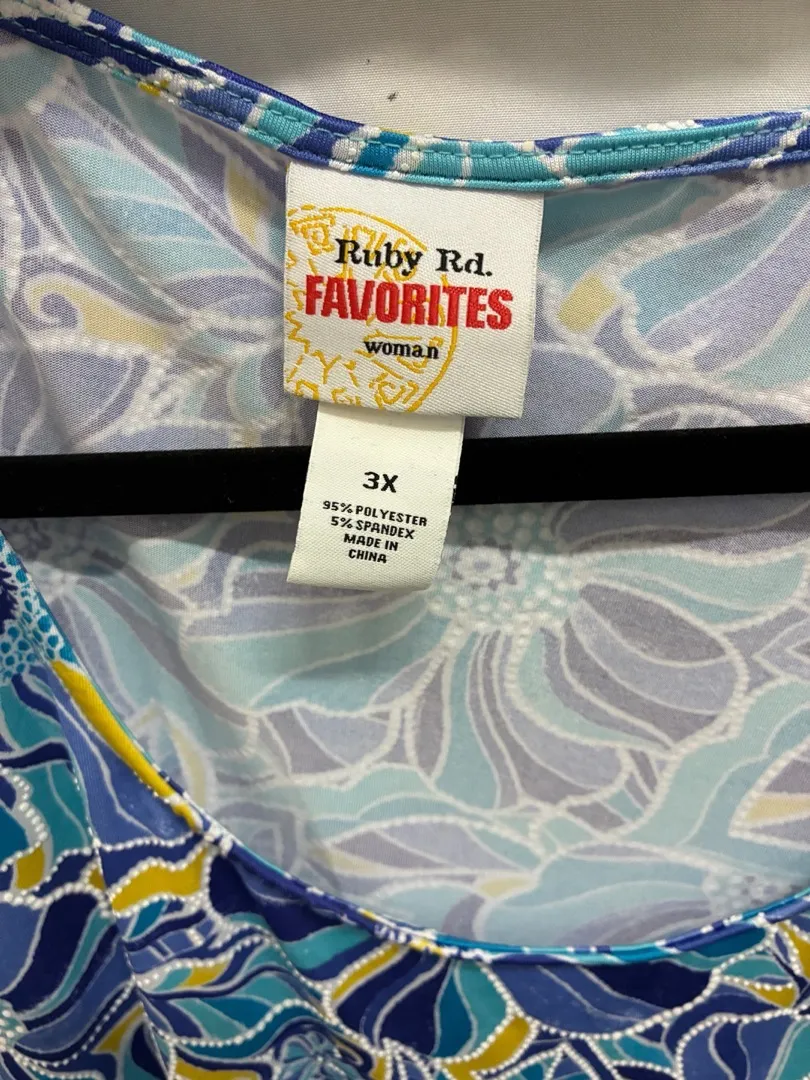 Ruby Rd.
FAVORITES
woman
3X
95% POLYESTER
5% SPANDEX
MADE IN
CHINA